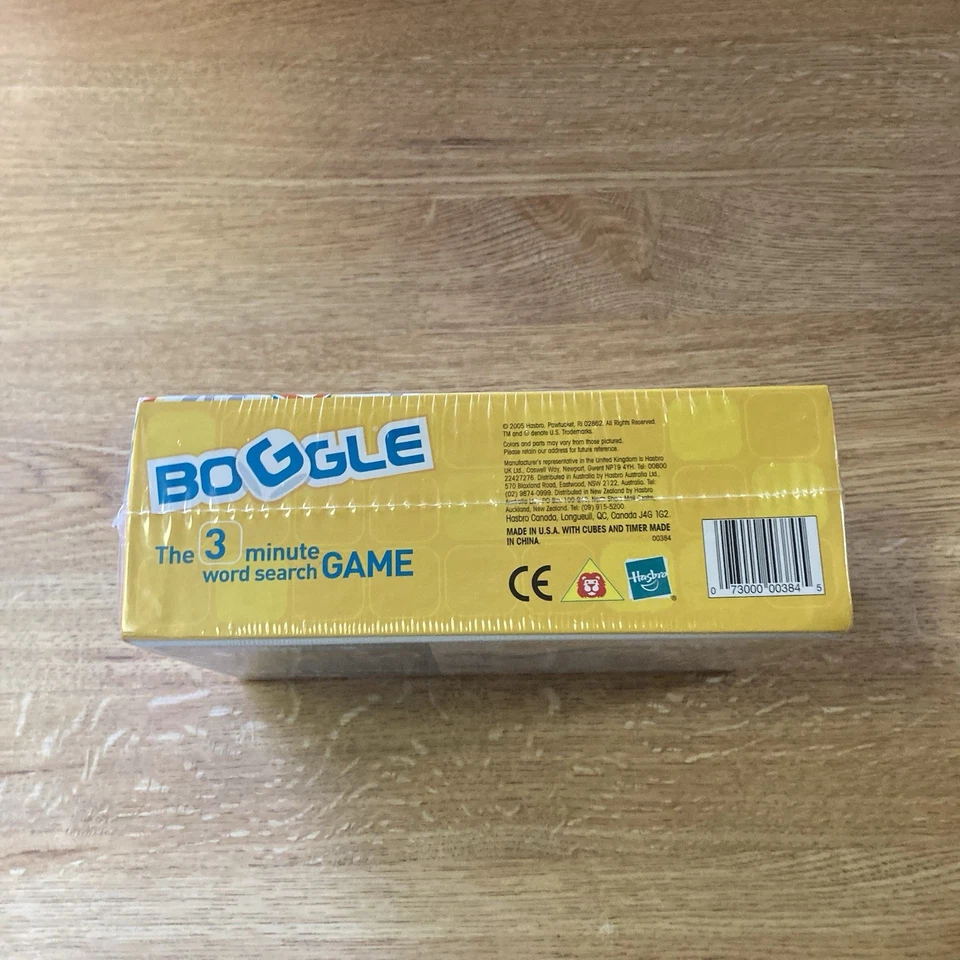 BOGGLE
The 3 minute
word search GAME
© 2005 Hasbro, Pawtucket, RI 02862. All Rights Reserved.
TM and ® denote U.S. Trademarks.
Colors and parts may vary from those pictured.
Please retain our address for future reference.
Manufacturer's representative in the United Kingdom is Hasbro
UK Ltd., Caswell Way, Newport, Gwent NP19 4YH. Tel: 00800
22427276. Distributed in Australia by Hasbro Australia Ltd.,
570 Blaxland Road, Eastwood, NSW 2122, Australia. Tel:
(02) 9874-0999. Distributed in New Zealand by Hasbro
Auckland, New Zealand. Tel: (09) 915-5200.
Hasbro Canada, Longueuil, QC, Canada J4G 1G2.
MADE IN U.S.A. WITH CUBES AND TIMER MADE
IN CHINA.
00384
CE
Hasbro
0 73000 00384 5